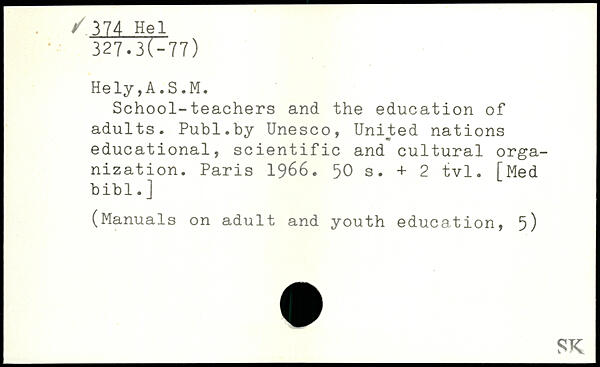 374 Hel
327.3(-77)
Hely,A.S.M.
School-teachers and the education of
adults. Publ.by Unesco, United nations
educational, scientific and cultural orga-
nization. Paris 1966. 50 s. + 2 tvl. [Med
bibl.]
(Manuals on adult and youth education, 5)
SK